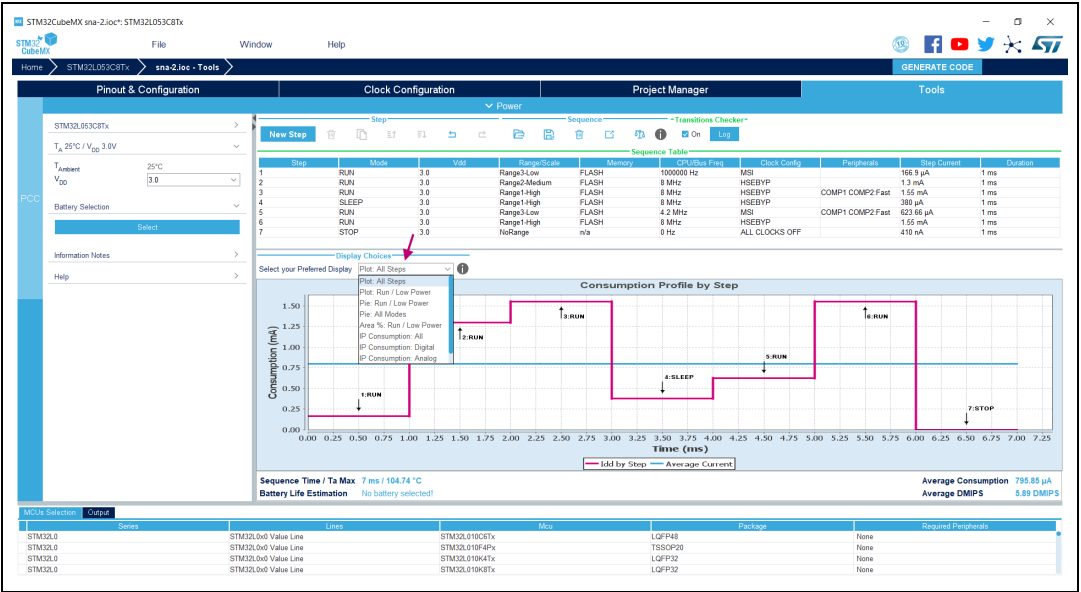 STM32CubeMX sna-2.ioc*: STM32L053C8Tx
STM32 CubeMX File Window Help
Home STM32L053C8Tx sna-2.ioc - Tools GENERATE CODE
Pinout & Configuration Clock Configuration Project Manager Tools
Power
PCC
STM32L053C8Tx
TA 25°C / VDD 3.0V
TAmbient 25°C
VDD 3.0
Battery Selection
Select
Information Notes
Help
Step Sequence Transitions Checker
New Step On Log
Sequence Table
Step Mode Vdd Range/Scale Memory CPU/Bus Freq Clock Config Peripherals Step Current Duration
1 RUN 3.0 Range3-Low FLASH 1000000 Hz MSI 166.9 µA 1 ms
2 RUN 3.0 Range2-Medium FLASH 8 MHz HSEBYP 1.3 mA 1 ms
3 RUN 3.0 Range1-High FLASH 8 MHz HSEBYP COMP1 COMP2:Fast 1.55 mA 1 ms
4 SLEEP 3.0 Range1-High FLASH 8 MHz HSEBYP 380 µA 1 ms
5 RUN 3.0 Range3-Low FLASH 4.2 MHz MSI COMP1 COMP2:Fast 623.66 µA 1 ms
6 RUN 3.0 Range1-High FLASH 8 MHz HSEBYP 1.55 mA 1 ms
7 STOP 3.0 NoRange n/a 0 Hz ALL CLOCKS OFF 410 nA 1 ms
Display Choices
Select your Preferred Display Plot: All Steps
Plot: All Steps
Plot: Run / Low Power
Pie: Run / Low Power
Pie: All Modes
Area %: Run / Low Power
IP Consumption: All
IP Consumption: Digital
IP Consumption: Analog
Consumption Profile by Step
Consumption (mA)
1.50
1.25
1.00
0.75
0.50
0.25
0.00
1:RUN
2:RUN
3:RUN
4:SLEEP
5:RUN
6:RUN
7:STOP
0.00 0.25 0.50 0.75 1.00 1.25 1.50 1.75 2.00 2.25 2.50 2.75 3.00 3.25 3.50 3.75 4.00 4.25 4.50 4.75 5.00 5.25 5.50 5.75 6.00 6.25 6.50 6.75 7.00 7.25
Time (ms)
Idd by Step Average Current
Sequence Time / Ta Max 7 ms / 104.74 °C Average Consumption 795.85 µA
Battery Life Estimation No battery selected! Average DMIPS 5.89 DMIPS
MCUs Selection Output
Series Lines Mcu Package Required Peripherals
STM32L0 STM32L0x0 Value Line STM32L010C6Tx LQFP48 None
STM32L0 STM32L0x0 Value Line STM32L010F4Px TSSOP20 None
STM32L0 STM32L0x0 Value Line STM32L010K4Tx LQFP32 None
STM32L0 STM32L0x0 Value Line STM32L010K8Tx LQFP32 None